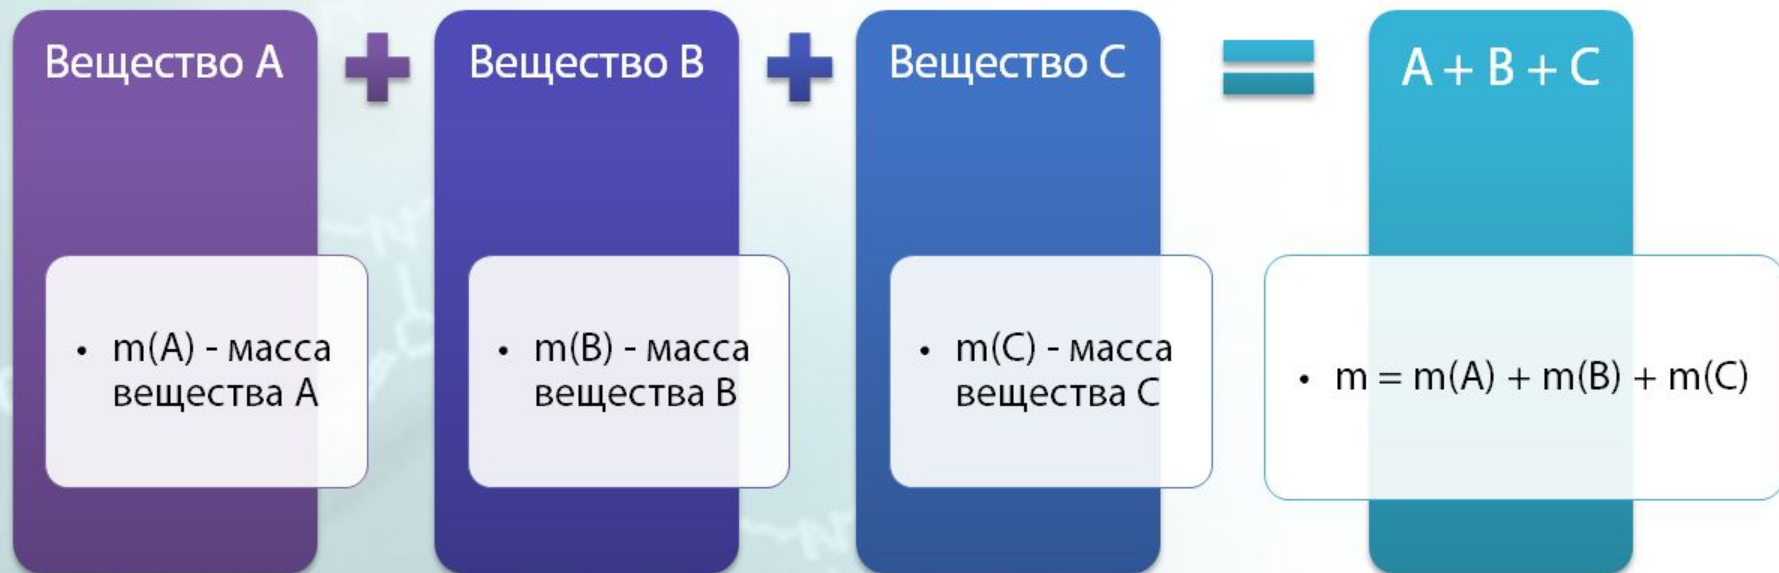 Вещество A
+
Вещество B
+
Вещество C
=
A + B + C
• m(A) - масса
вещества A
• m(B) - масса
вещества B
• m(C) - масса
вещества C
• m = m(A) + m(B) + m(C)